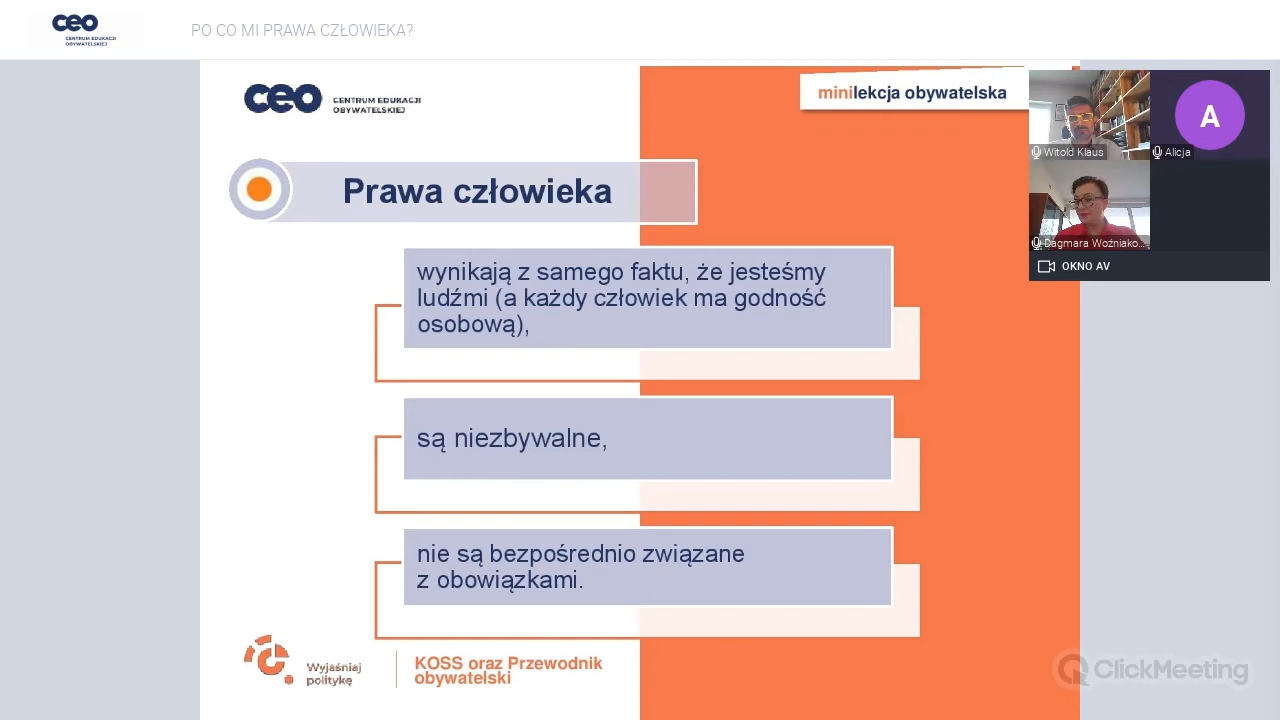 ceo
CENTRUM EDUKACJI
OBYWATELSKIEJ
PO CO MI PRAWA CZŁOWIEKA?
ceo
CENTRUM EDUKACJI
OBYWATELSKIEJ
minilekcja obywatelska
A
Witold Klaus
Alicja
Dagmara Woźniako...
OKNO AV
Prawa człowieka
wynikają z samego faktu, że jesteśmy
ludźmi (a każdy człowiek ma godność
osobową),
są niezbywalne,
nie są bezpośrednio związane
z obowiązkami.
Wyjaśniaj
politykę
KOSS oraz Przewodnik
obywatelski
ClickMeeting